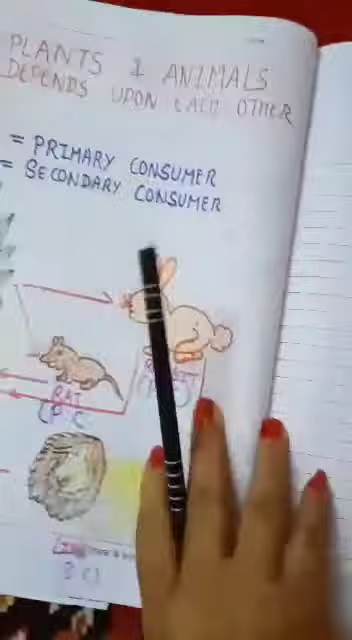 PLANTS & ANIMALS
DEPENDS UPON EACH OTHER
= PRIMARY CONSUMER
= SECONDARY CONSUMER
RAT
(P C